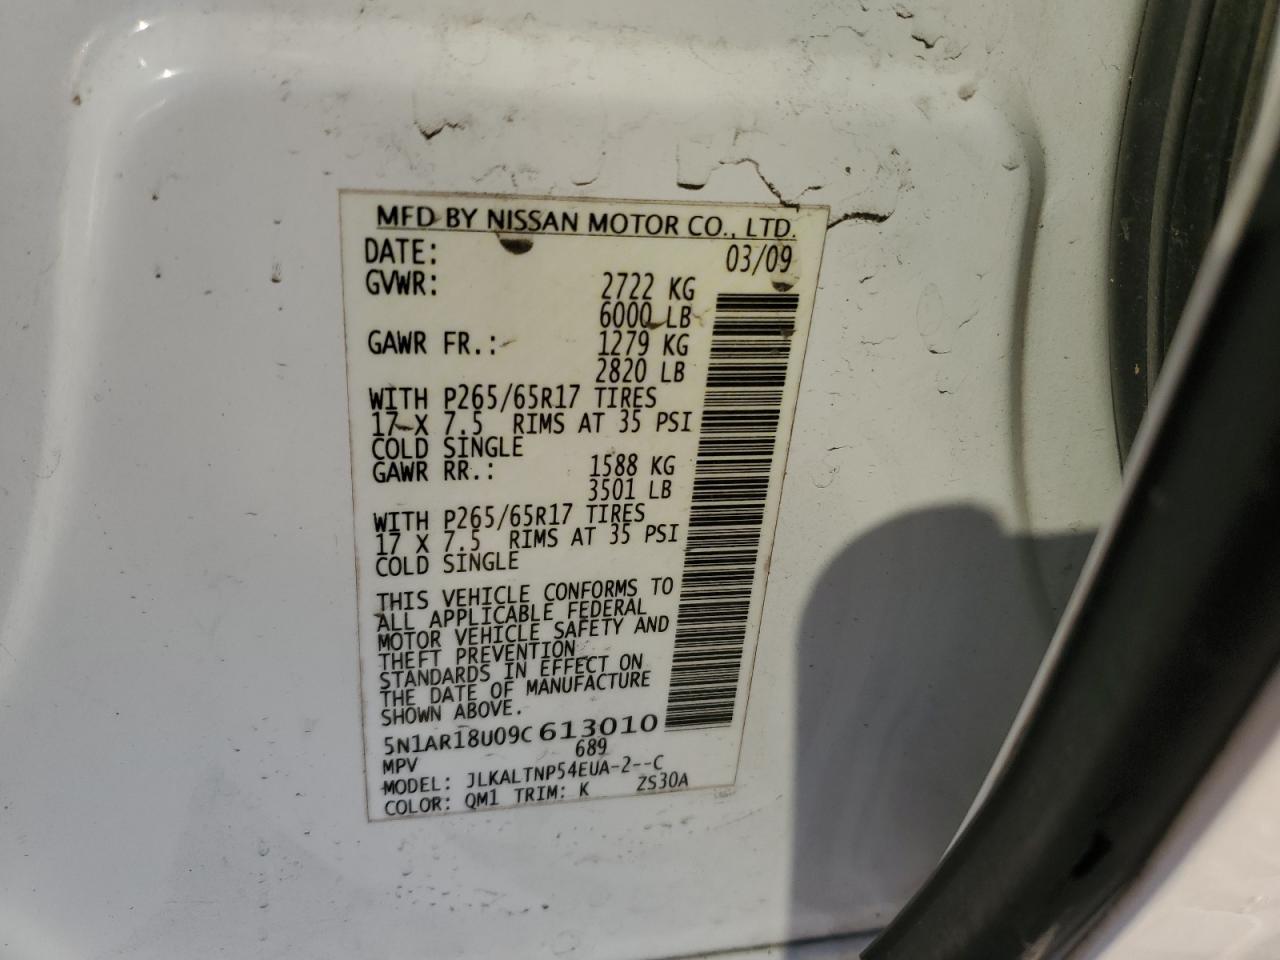 MFD BY NISSAN MOTOR CO., LTD.
DATE: 03/09
GVWR: 2722 KG
6000 LB
GAWR FR.: 1279 KG
2820 LB
WITH P265/65R17 TIRES
17 X 7.5 RIMS AT 35 PSI
COLD SINGLE
GAWR RR.: 1588 KG
3501 LB
WITH P265/65R17 TIRES
17 X 7.5 RIMS AT 35 PSI
COLD SINGLE
THIS VEHICLE CONFORMS TO
ALL APPLICABLE FEDERAL
MOTOR VEHICLE SAFETY AND
THEFT PREVENTION
STANDARDS IN EFFECT ON
THE DATE OF MANUFACTURE
SHOWN ABOVE.
5N1AR18U09C613010
MPV 689
MODEL: JLKALTNP54EUA-2--C
COLOR: QM1 TRIM: K ZS30A